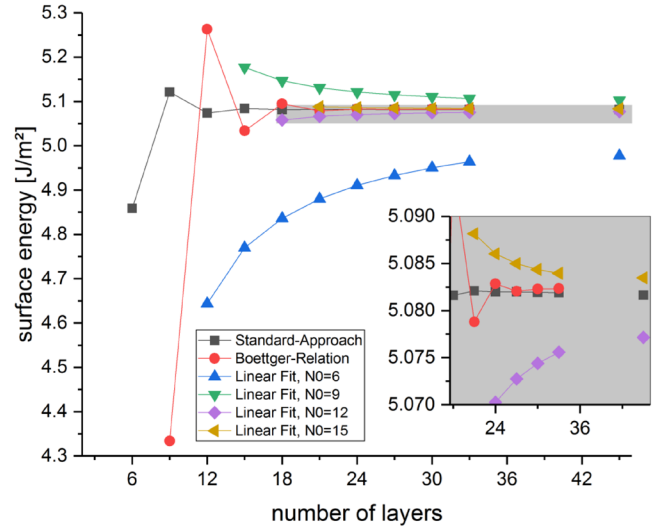 5.3
5.2
5.1
5.0
4.9
4.8
4.7
4.6
4.5
4.4
4.3
surface energy [J/m²]
6 12 18 24 30 36 42
number of layers
Standard-Approach
Boettger-Relation
Linear Fit, N0=6
Linear Fit, N0=9
Linear Fit, N0=12
Linear Fit, N0=15
5.090
5.085
5.080
5.075
5.070
24 36